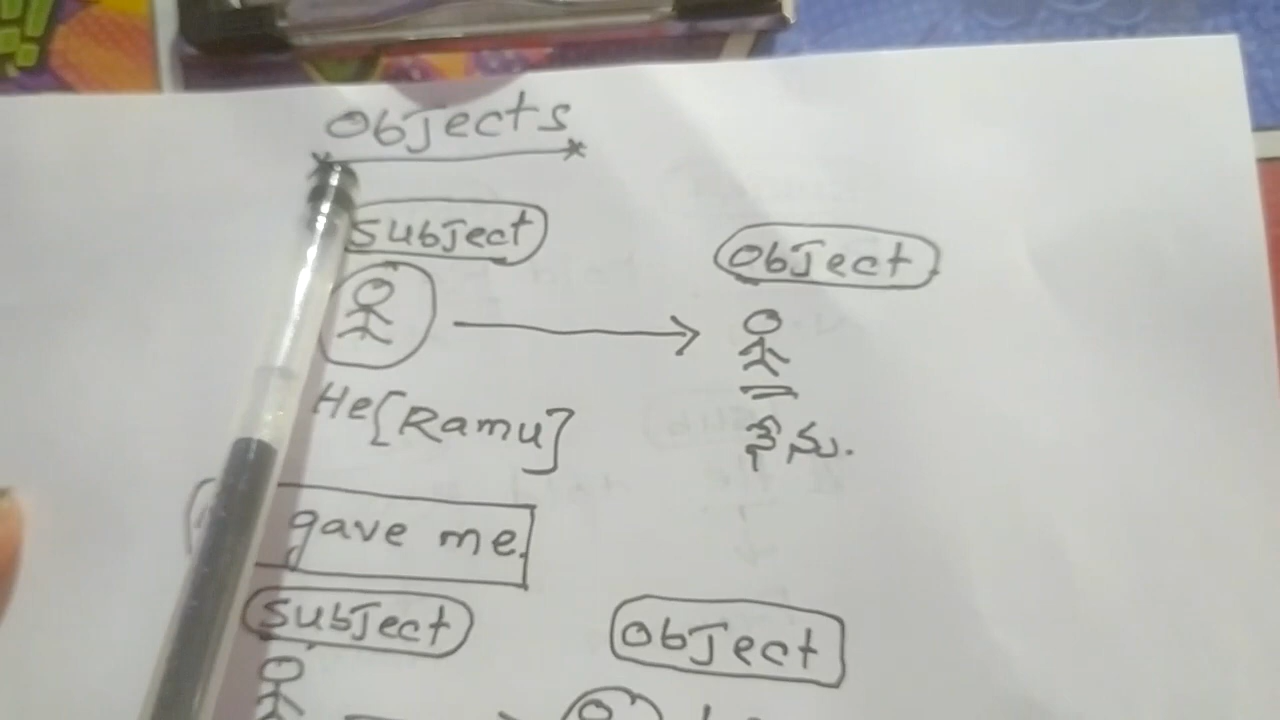 Objects
Subject
Object
He [Ramu]
నేను.
gave me.
Subject
Object